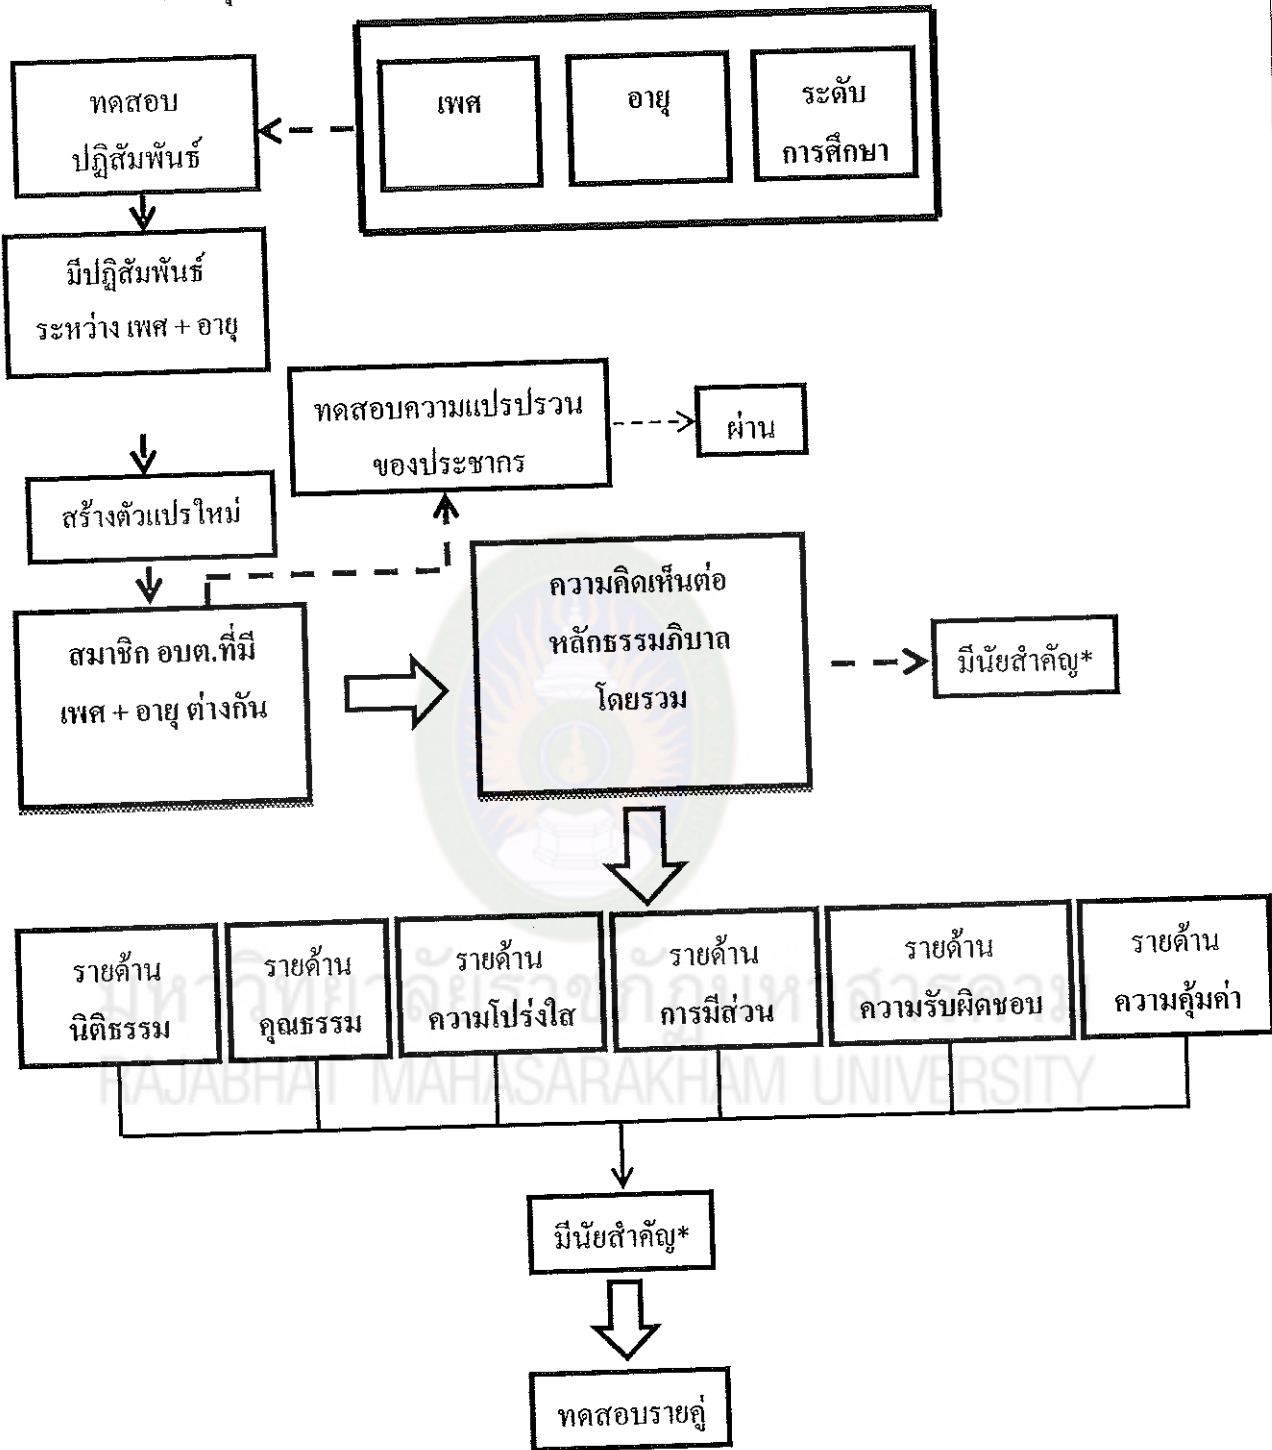 เพศ
อายุ
ระดับ
การศึกษา
ทดสอบ
ปฏิสัมพันธ์
มีปฏิสัมพันธ์
ระหว่าง เพศ + อายุ
ทดสอบความแปรปรวน
ของประชากร
ผ่าน
สร้างตัวแปรใหม่
สมาชิก อบต.ที่มี
เพศ + อายุ ต่างกัน
ความคิดเห็นต่อ
หลักธรรมภิบาล
โดยรวม
มีนัยสำคัญ*
รายด้าน
นิติธรรม
รายด้าน
คุณธรรม
รายด้าน
ความโปร่งใส
รายด้าน
การมีส่วน
รายด้าน
ความรับผิดชอบ
รายด้าน
ความคุ้มค่า
มหาวิทยาลัยราชภัฏมหาสารคาม
RAJABHAT MAHASARAKHAM UNIVERSITY
มีนัยสำคัญ*
ทดสอบรายคู่